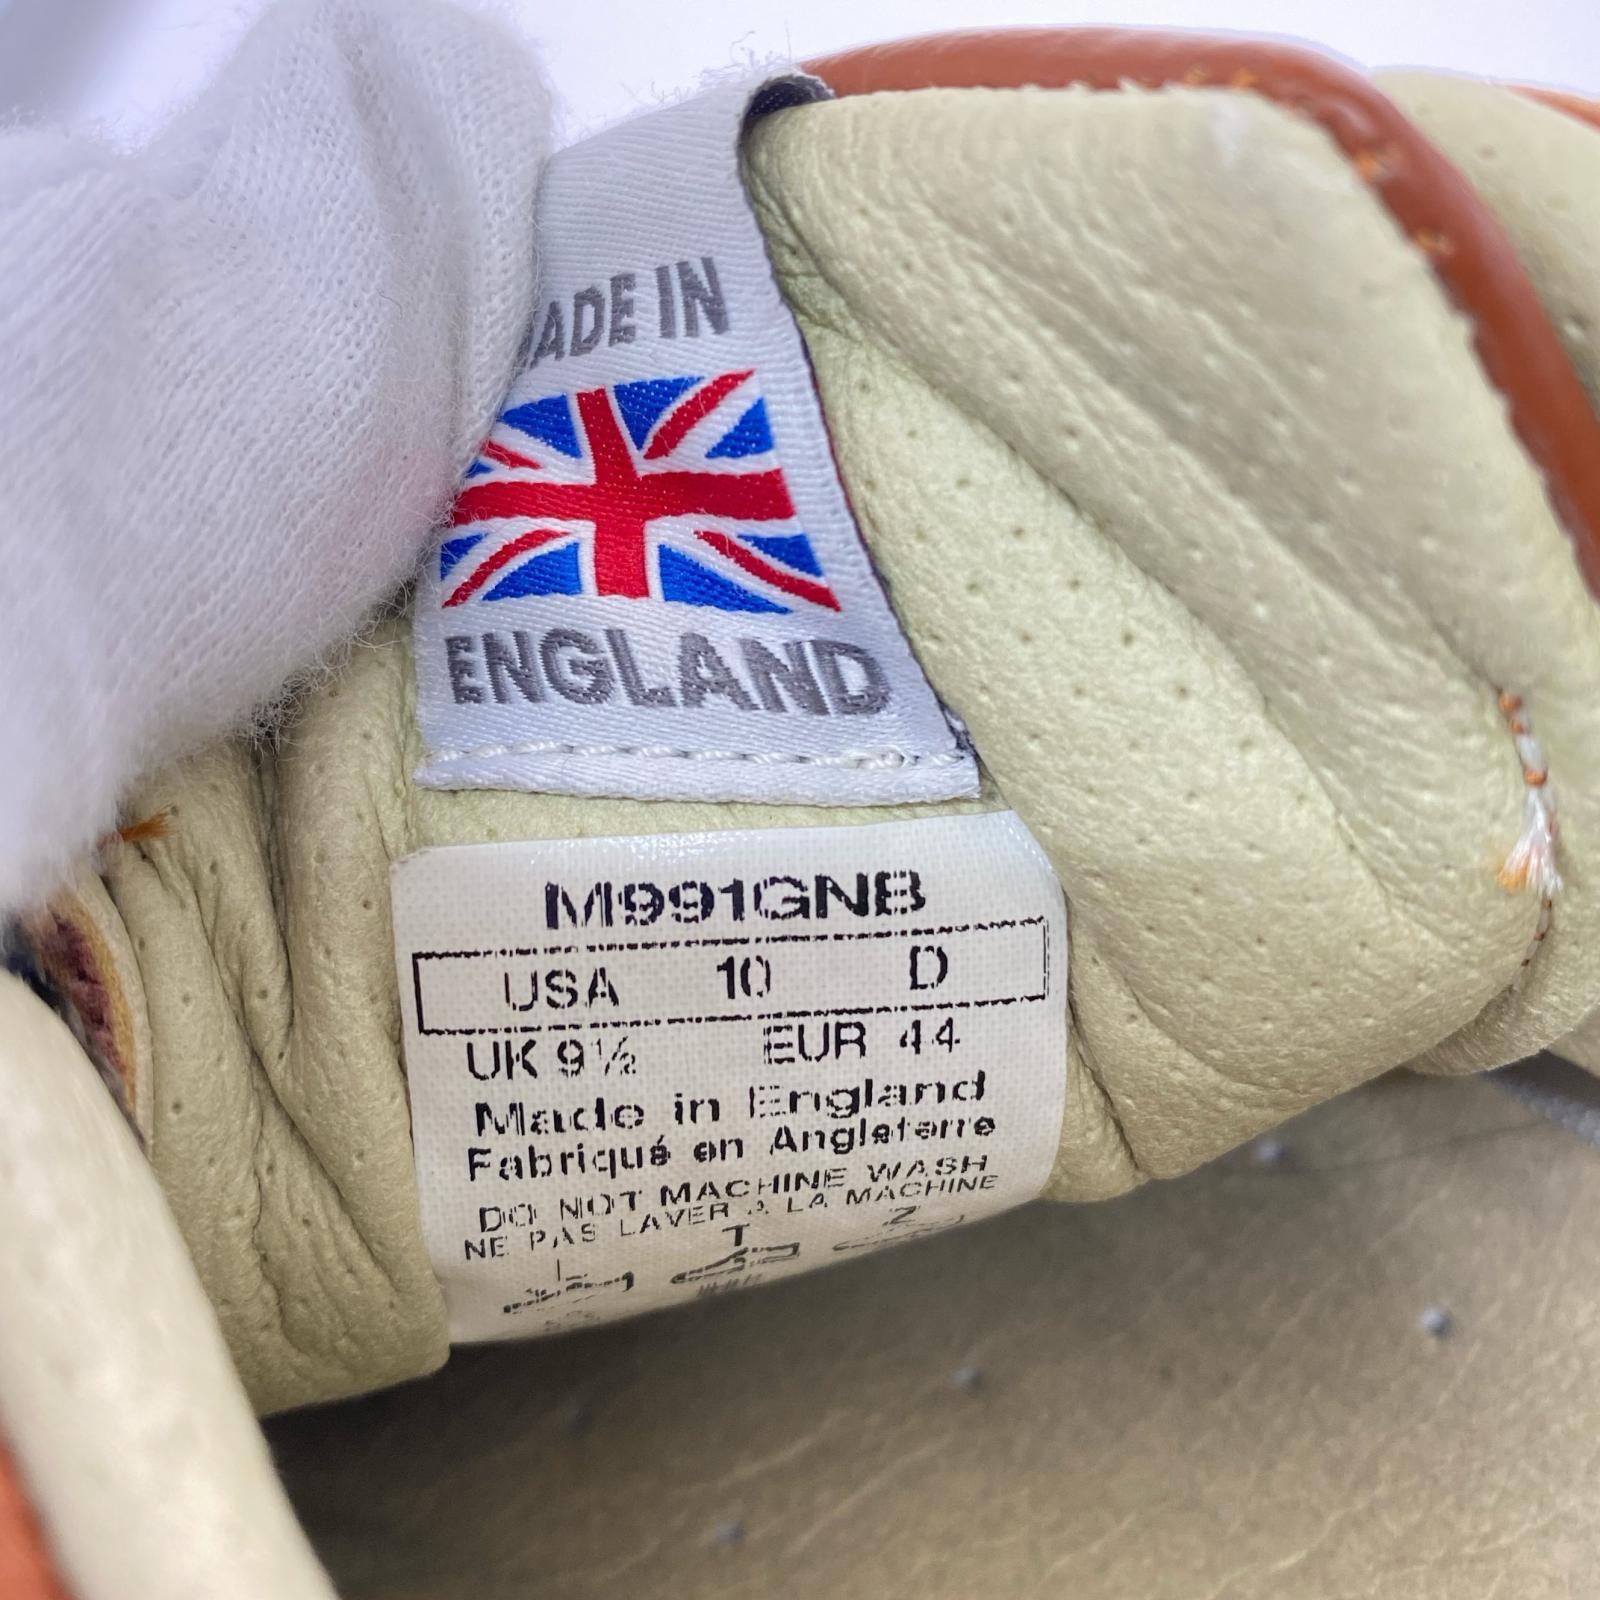 ADE IN
ENGLAND
M991GNB
USA 10 D
UK 9½ EUR 44
Made in England
Fabriqué en Angleterre
DO NOT MACHINE WASH
NE PAS LAVER A LA MACHINE